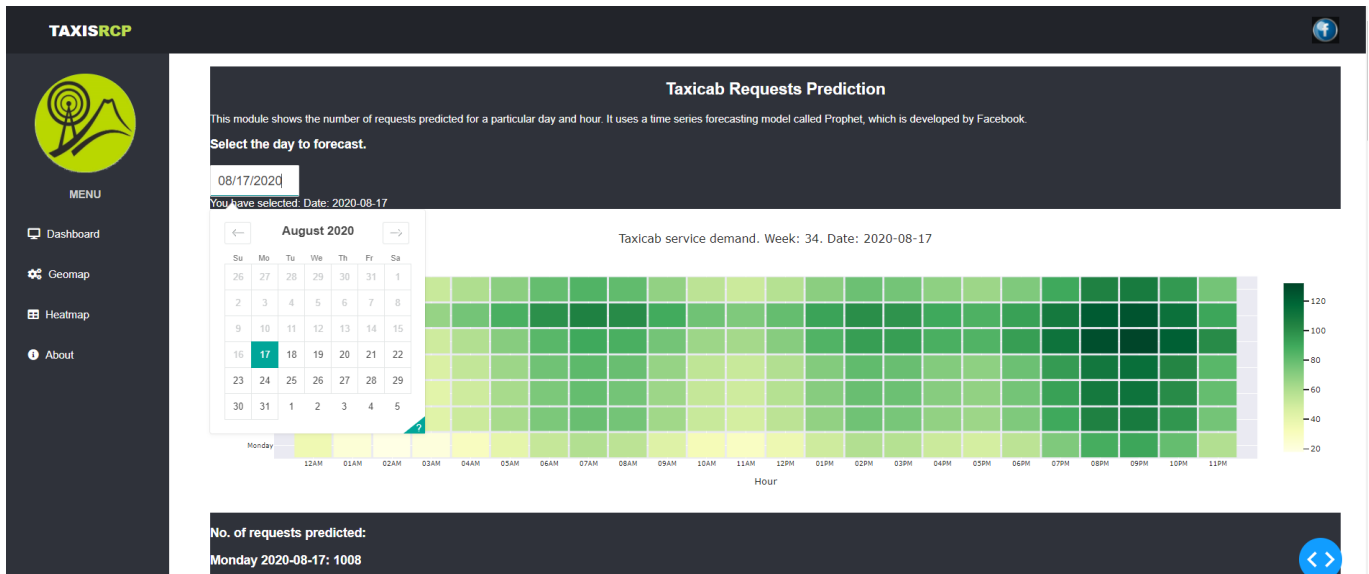 TAXISRCP
MENU
Dashboard
Geomap
Heatmap
About
Taxicab Requests Prediction
This module shows the number of requests predicted for a particular day and hour. It uses a time series forecasting model called Prophet, which is developed by Facebook.
Select the day to forecast.
08/17/2020
You have selected: Date: 2020-08-17
August 2020
Su Mo Tu We Th Fr Sa
26 27 28 29 30 31 1
2 3 4 5 6 7 8
9 10 11 12 13 14 15
16 17 18 19 20 21 22
23 24 25 26 27 28 29
30 31 1 2 3 4 5
?
Taxicab service demand. Week: 34. Date: 2020-08-17
120
100
80
60
40
20
Monday
12AM 01AM 02AM 03AM 04AM 05AM 06AM 07AM 08AM 09AM 10AM 11AM 12PM 01PM 02PM 03PM 04PM 05PM 06PM 07PM 08PM 09PM 10PM 11PM
Hour
No. of requests predicted:
Monday 2020-08-17: 1008